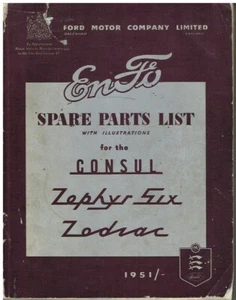 FORD MOTOR COMPANY LIMITED
EnFo
SPARE PARTS LIST
WITH ILLUSTRATIONS
for the
CONSUL
Zephyr Six
Zodiac
1951/-